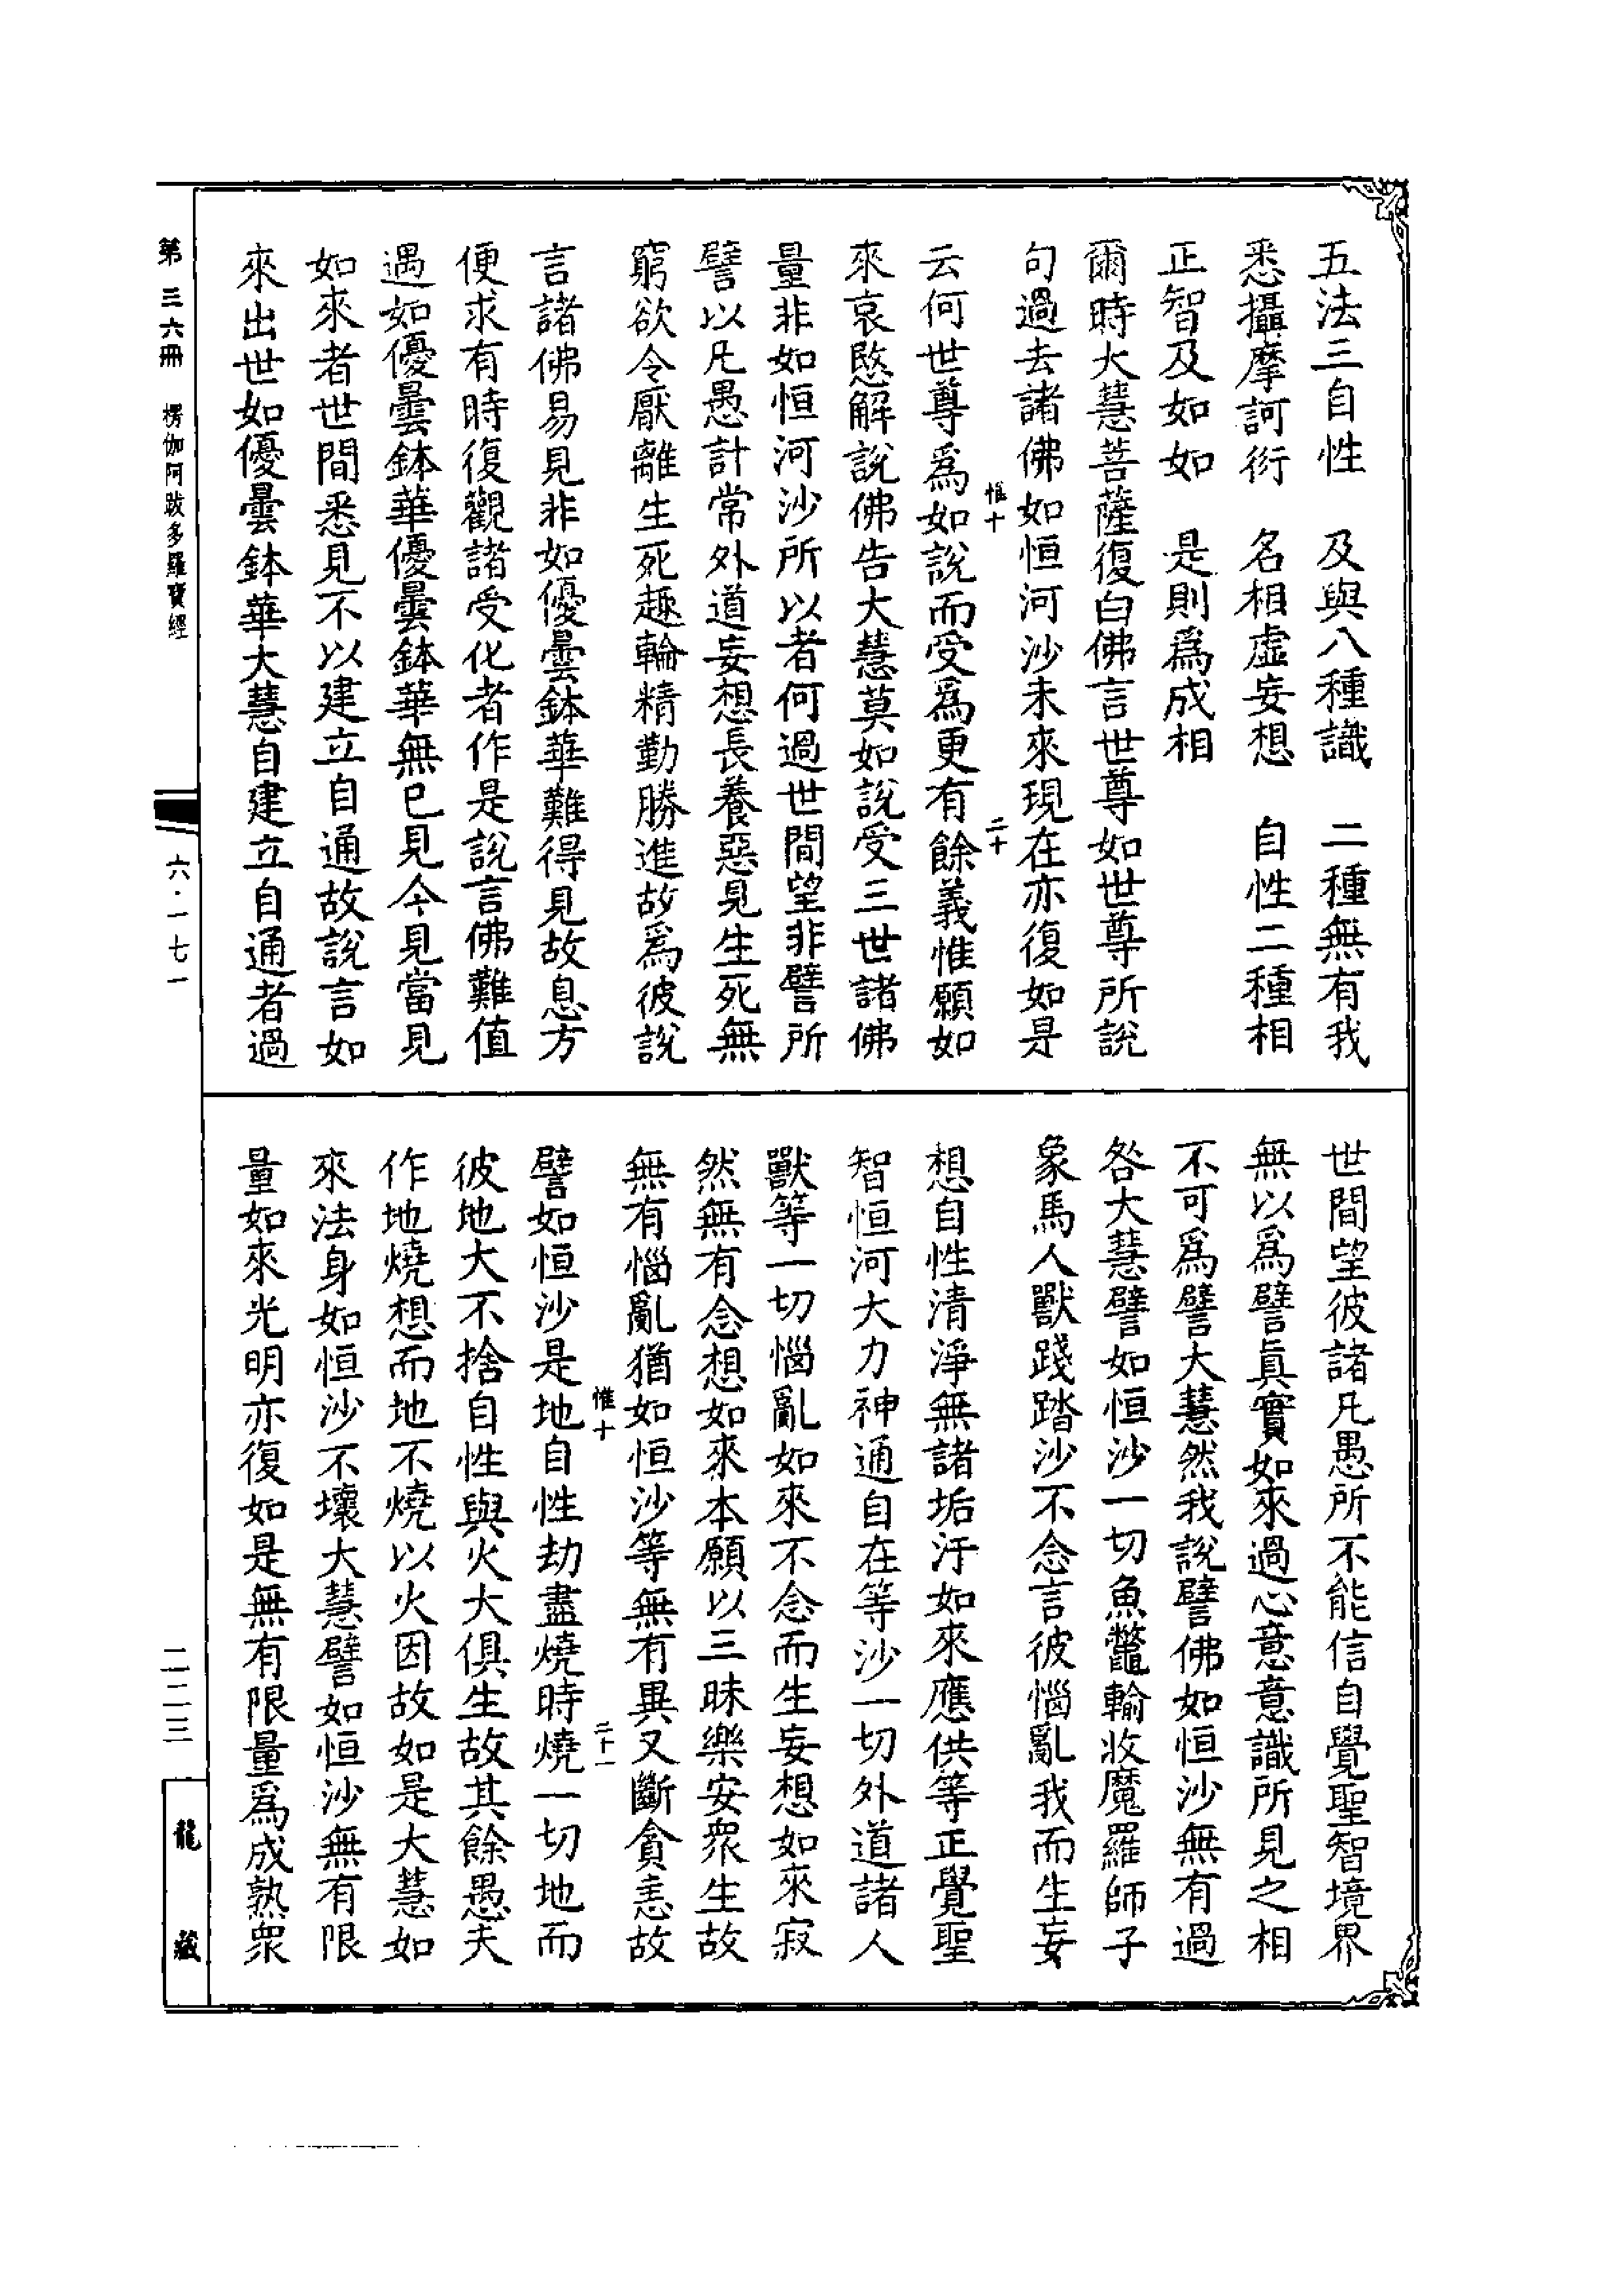 五法三自性　及與八種識　二種無有我
悉攝摩訶衍　名相虛妄想　自性二種相
正智及如如　是則爲成相
爾時大慧菩薩復白佛言世尊如世尊所說
句過去諸佛如恒河沙未來現在亦復如是
惟十　二十
云何世尊爲如說而受爲更有餘義惟願如
來哀愍解說佛告大慧莫如說受三世諸佛
量非如恒河沙所以者何過世間望非譬所
譬以凡愚計常外道妄想長養惡見生死無
窮欲令厭離生死趣輪精勤勝進故爲彼說
言諸佛易見非如優曇鉢華難得見故息方
便求有時復觀諸受化者作是說言佛難值
遇如優曇鉢華優曇鉢華無已見今見當見
如來者世間悉見不以建立自通故說言如
來出世如優曇鉢華大慧自建立自通者過
世間望彼諸凡愚所不能信自覺聖智境界
無以爲譬眞實如來過心意意識所見之相
不可爲譬大慧然我說譬佛如恒沙無有過
咎大慧譬如恒沙一切魚鼈輸收魔羅師子
象馬人獸踐踏沙不念言彼惱亂我而生妄
想自性清淨無諸垢汙如來應供等正覺聖
智恒河大力神通自在等沙一切外道諸人
獸等一切惱亂如來不念而生妄想如來寂
然無有念想如來本願以三昧樂安衆生故
無有惱亂猶如恒沙等無有異又斷貪恚故
惟十　二十一
譬如恒沙是地自性劫盡燒時燒一切地而
彼地大不捨自性與火大俱生故其餘愚夫
作地燒想而地不燒以火因故如是大慧如
來法身如恒沙不壞大慧譬如恒沙無有限
量如來光明亦復如是無有限量爲成熟衆
第三六冊　楞伽阿跋多羅寶經
六·一七一
二二三
龍藏